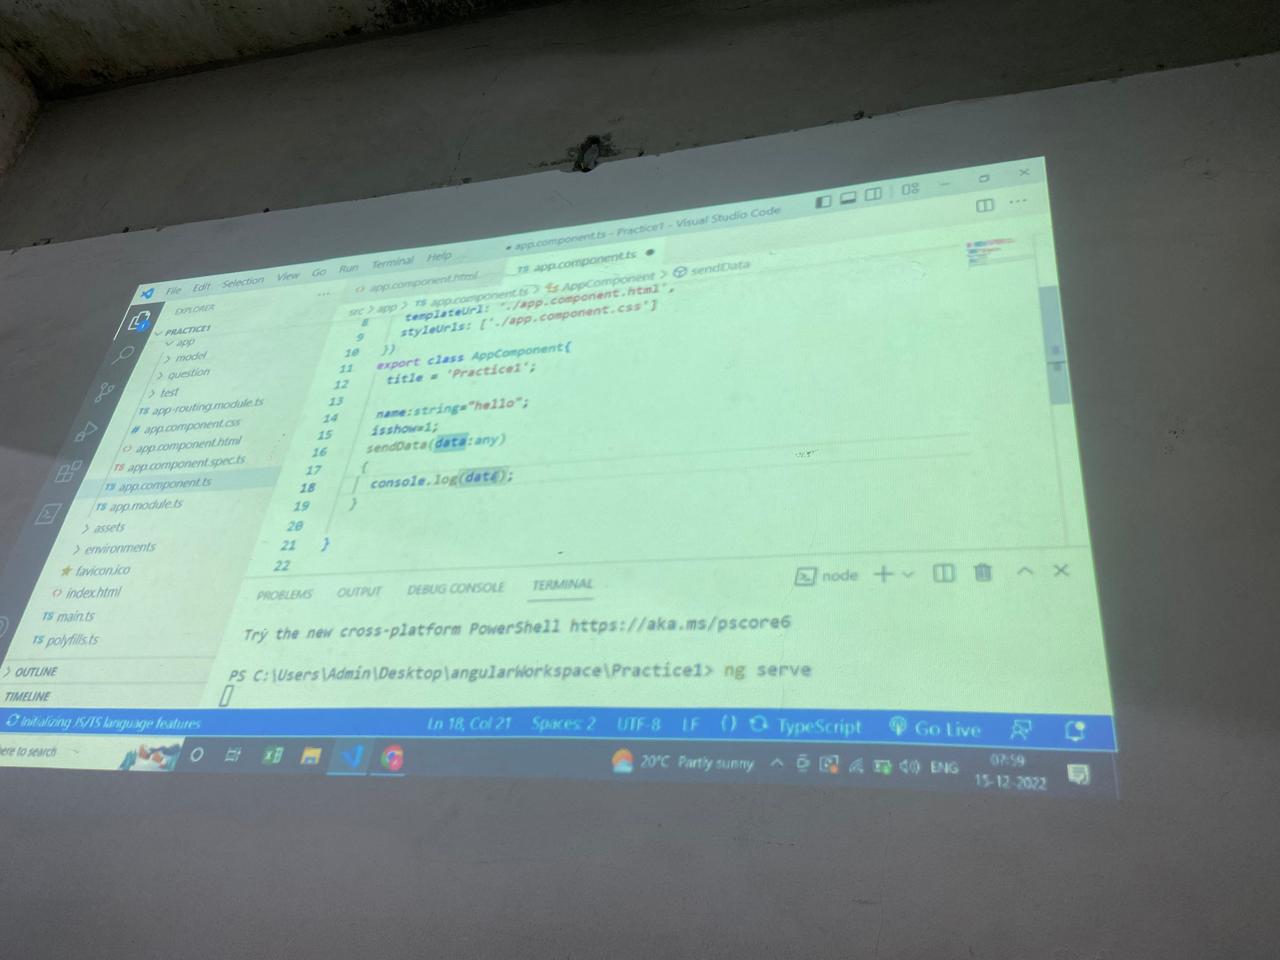 ● app.component.ts - Practice1 - Visual Studio Code
File Edit Selection View Go Run Terminal Help
EXPLORER ...
PRACTICE1
app
model
question
test
TS app-routing.module.ts
# app.component.css
<> app.component.html
TS app.component.spec.ts
TS app.component.ts
TS app.module.ts
assets
environments
favicon.ico
<> index.html
TS main.ts
TS polyfills.ts
OUTLINE
TIMELINE
<> app.component.html
TS app.component.ts ●
src > app > TS app.component.ts > AppComponent > sendData
8 templateUrl: './app.component.html',
9 styleUrls: ['./app.component.css']
10 })
11 export class AppComponent{
12 title = 'Practice1';
13
14 name:string="hello";
15 isshow=1;
16 sendData(data:any)
17 {
18 console.log(data);
19 }
20
21 }
22
PROBLEMS OUTPUT DEBUG CONSOLE TERMINAL
node
Try the new cross-platform PowerShell https://aka.ms/pscore6
PS C:\Users\Admin\Desktop\angularWorkspace\Practice1> ng serve
Initializing JS/TS language features
Ln 18, Col 21 Spaces: 2 UTF-8 LF {} TypeScript Go Live
here to search
20°C Partly sunny ENG
07:59
15-12-2022